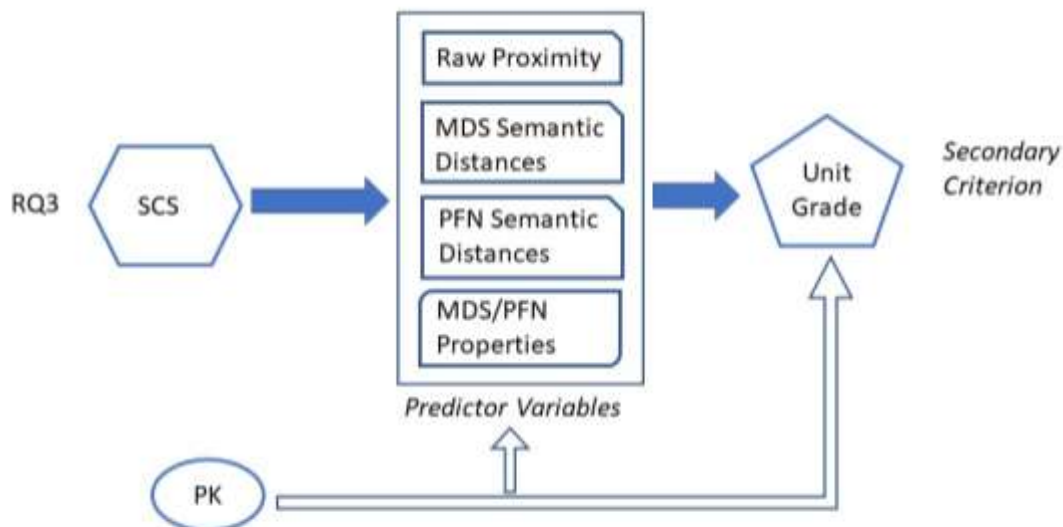 RQ3
SCS
Raw Proximity
MDS Semantic
Distances
PFN Semantic
Distances
MDS/PFN
Properties
Predictor Variables
Unit
Grade
Secondary
Criterion
PK